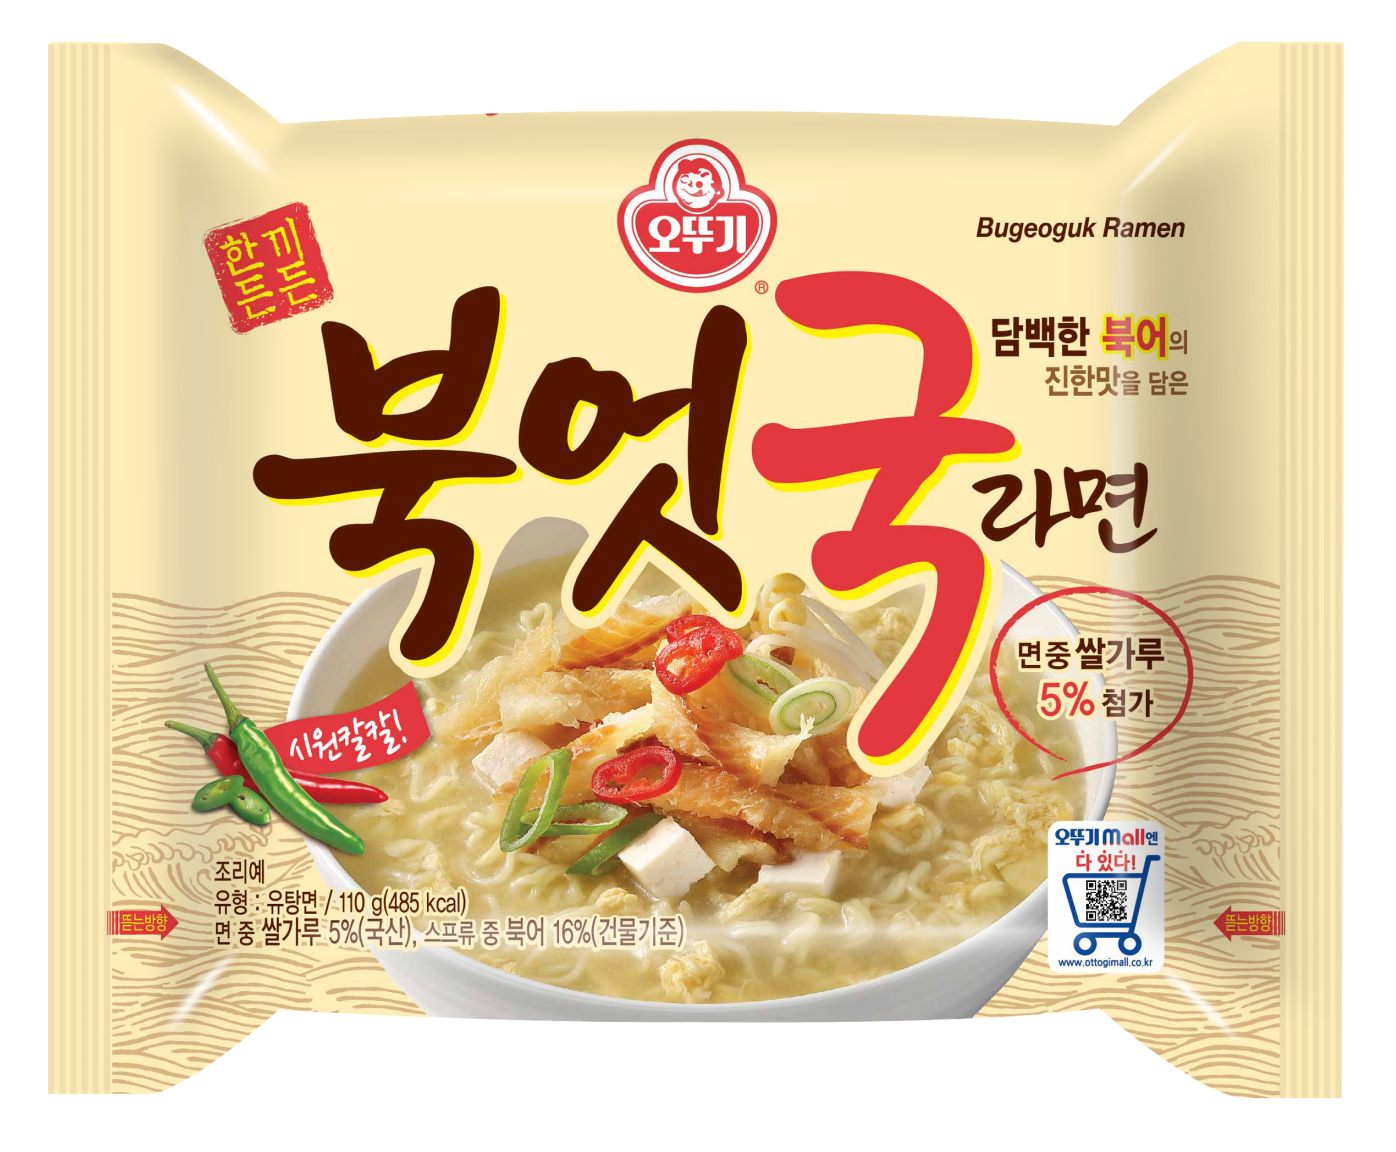 오뚜기
®
Bugeoguk Ramen
한끼
든든
북엇국
라면
담백한 북어의
진한맛을 담은
면중 쌀가루
5% 첨가
시원칼칼!
오뚜기 mall엔
다 있다!
www.ottogimall.co.kr
조리예
유형 : 유탕면 / 110 g(485 kcal)
면 중 쌀가루 5%(국산), 스프류 중 북어 16%(건물기준)
뜯는방향
뜯는방향